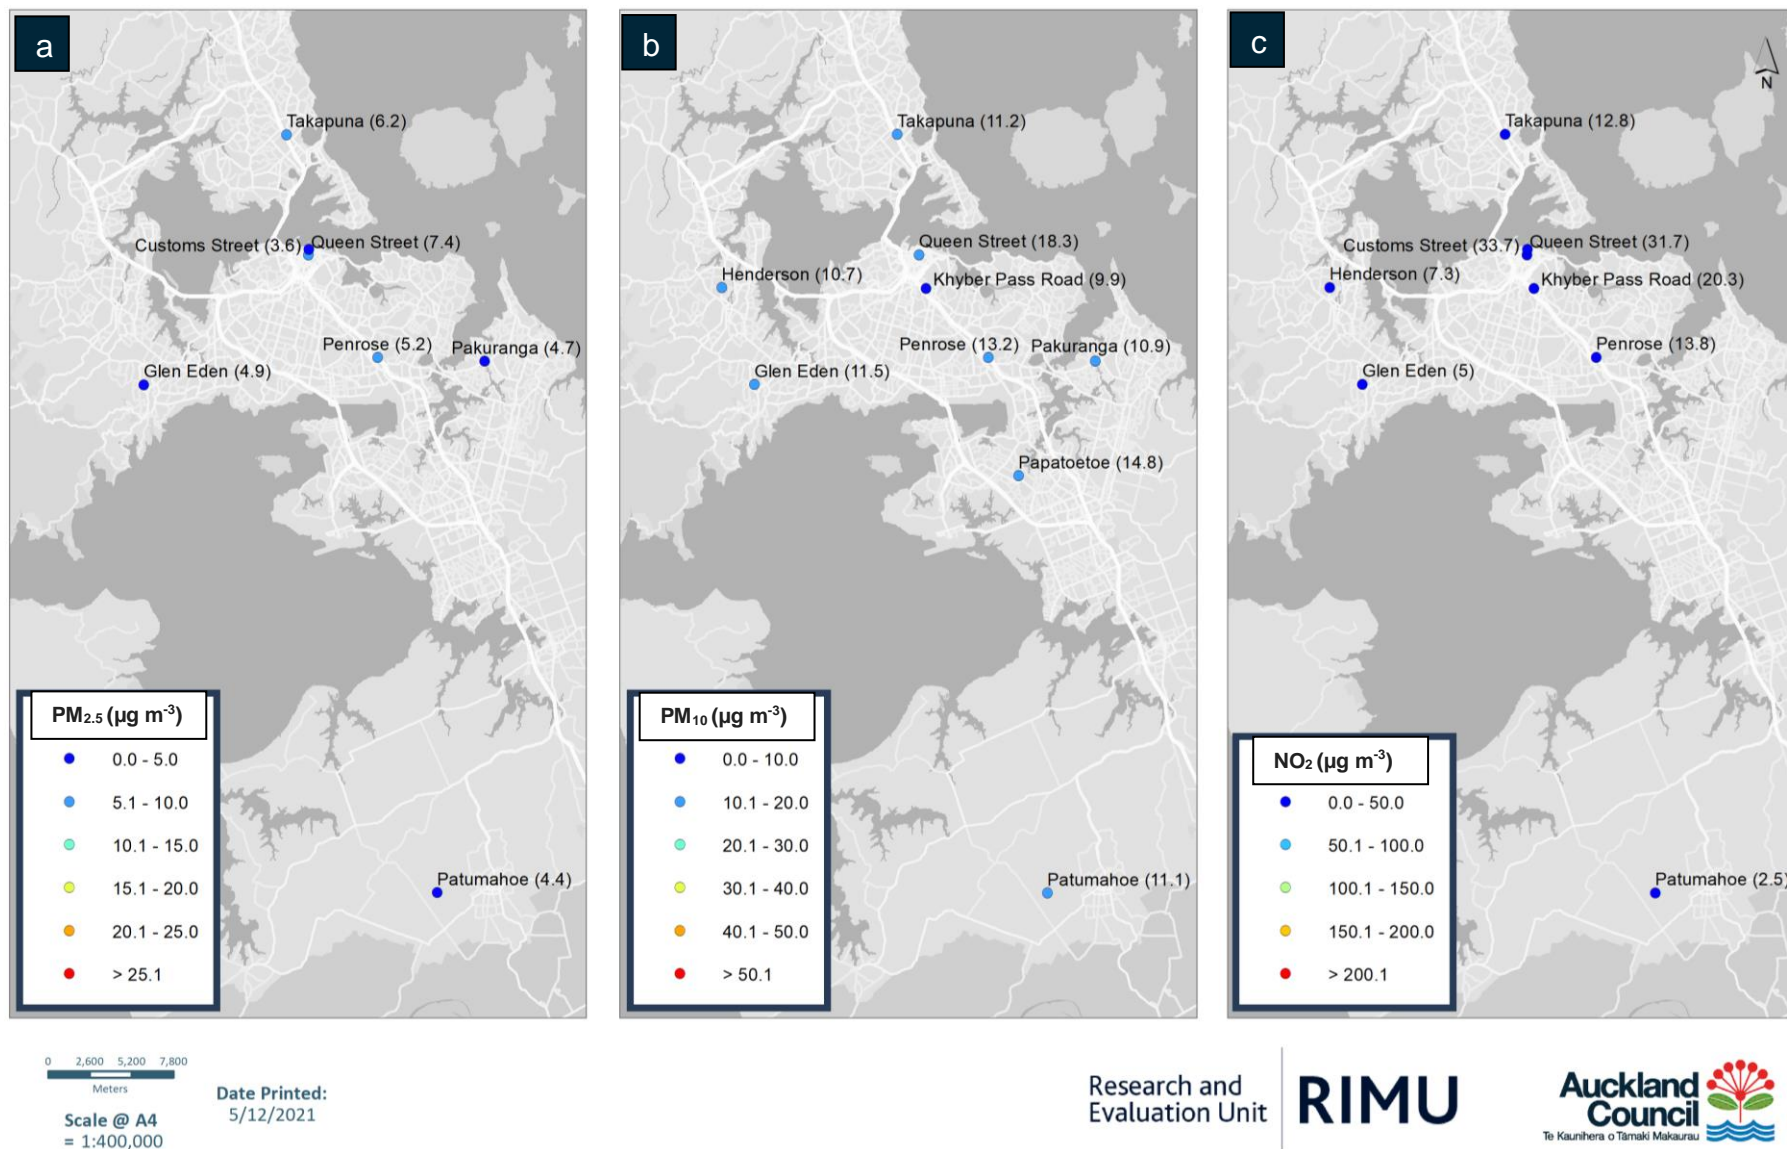 a
Takapuna (6.2)
Customs Street (3.6)
Queen Street (7.4)
Penrose (5.2)
Pakuranga (4.7)
Glen Eden (4.9)
Patumahoe (4.4)
PM2.5 (µg m-3)
0.0 - 5.0
5.1 - 10.0
10.1 - 15.0
15.1 - 20.0
20.1 - 25.0
> 25.1
b
Takapuna (11.2)
Queen Street (18.3)
Henderson (10.7)
Khyber Pass Road (9.9)
Penrose (13.2)
Pakuranga (10.9)
Glen Eden (11.5)
Papatoetoe (14.8)
Patumahoe (11.1)
PM10 (µg m-3)
0.0 - 10.0
10.1 - 20.0
20.1 - 30.0
30.1 - 40.0
40.1 - 50.0
> 50.1
c
N
Takapuna (12.8)
Customs Street (33.7)
Queen Street (31.7)
Henderson (7.3)
Khyber Pass Road (20.3)
Penrose (13.8)
Glen Eden (5)
Patumahoe (2.5)
NO2 (µg m-3)
0.0 - 50.0
50.1 - 100.0
100.1 - 150.0
150.1 - 200.0
> 200.1
0 2,600 5,200 7,800
Meters
Scale @ A4
= 1:400,000
Date Printed:
5/12/2021
Research and
Evaluation Unit
RIMU
Auckland
Council
Te Kaunihera o Tāmaki Makaurau